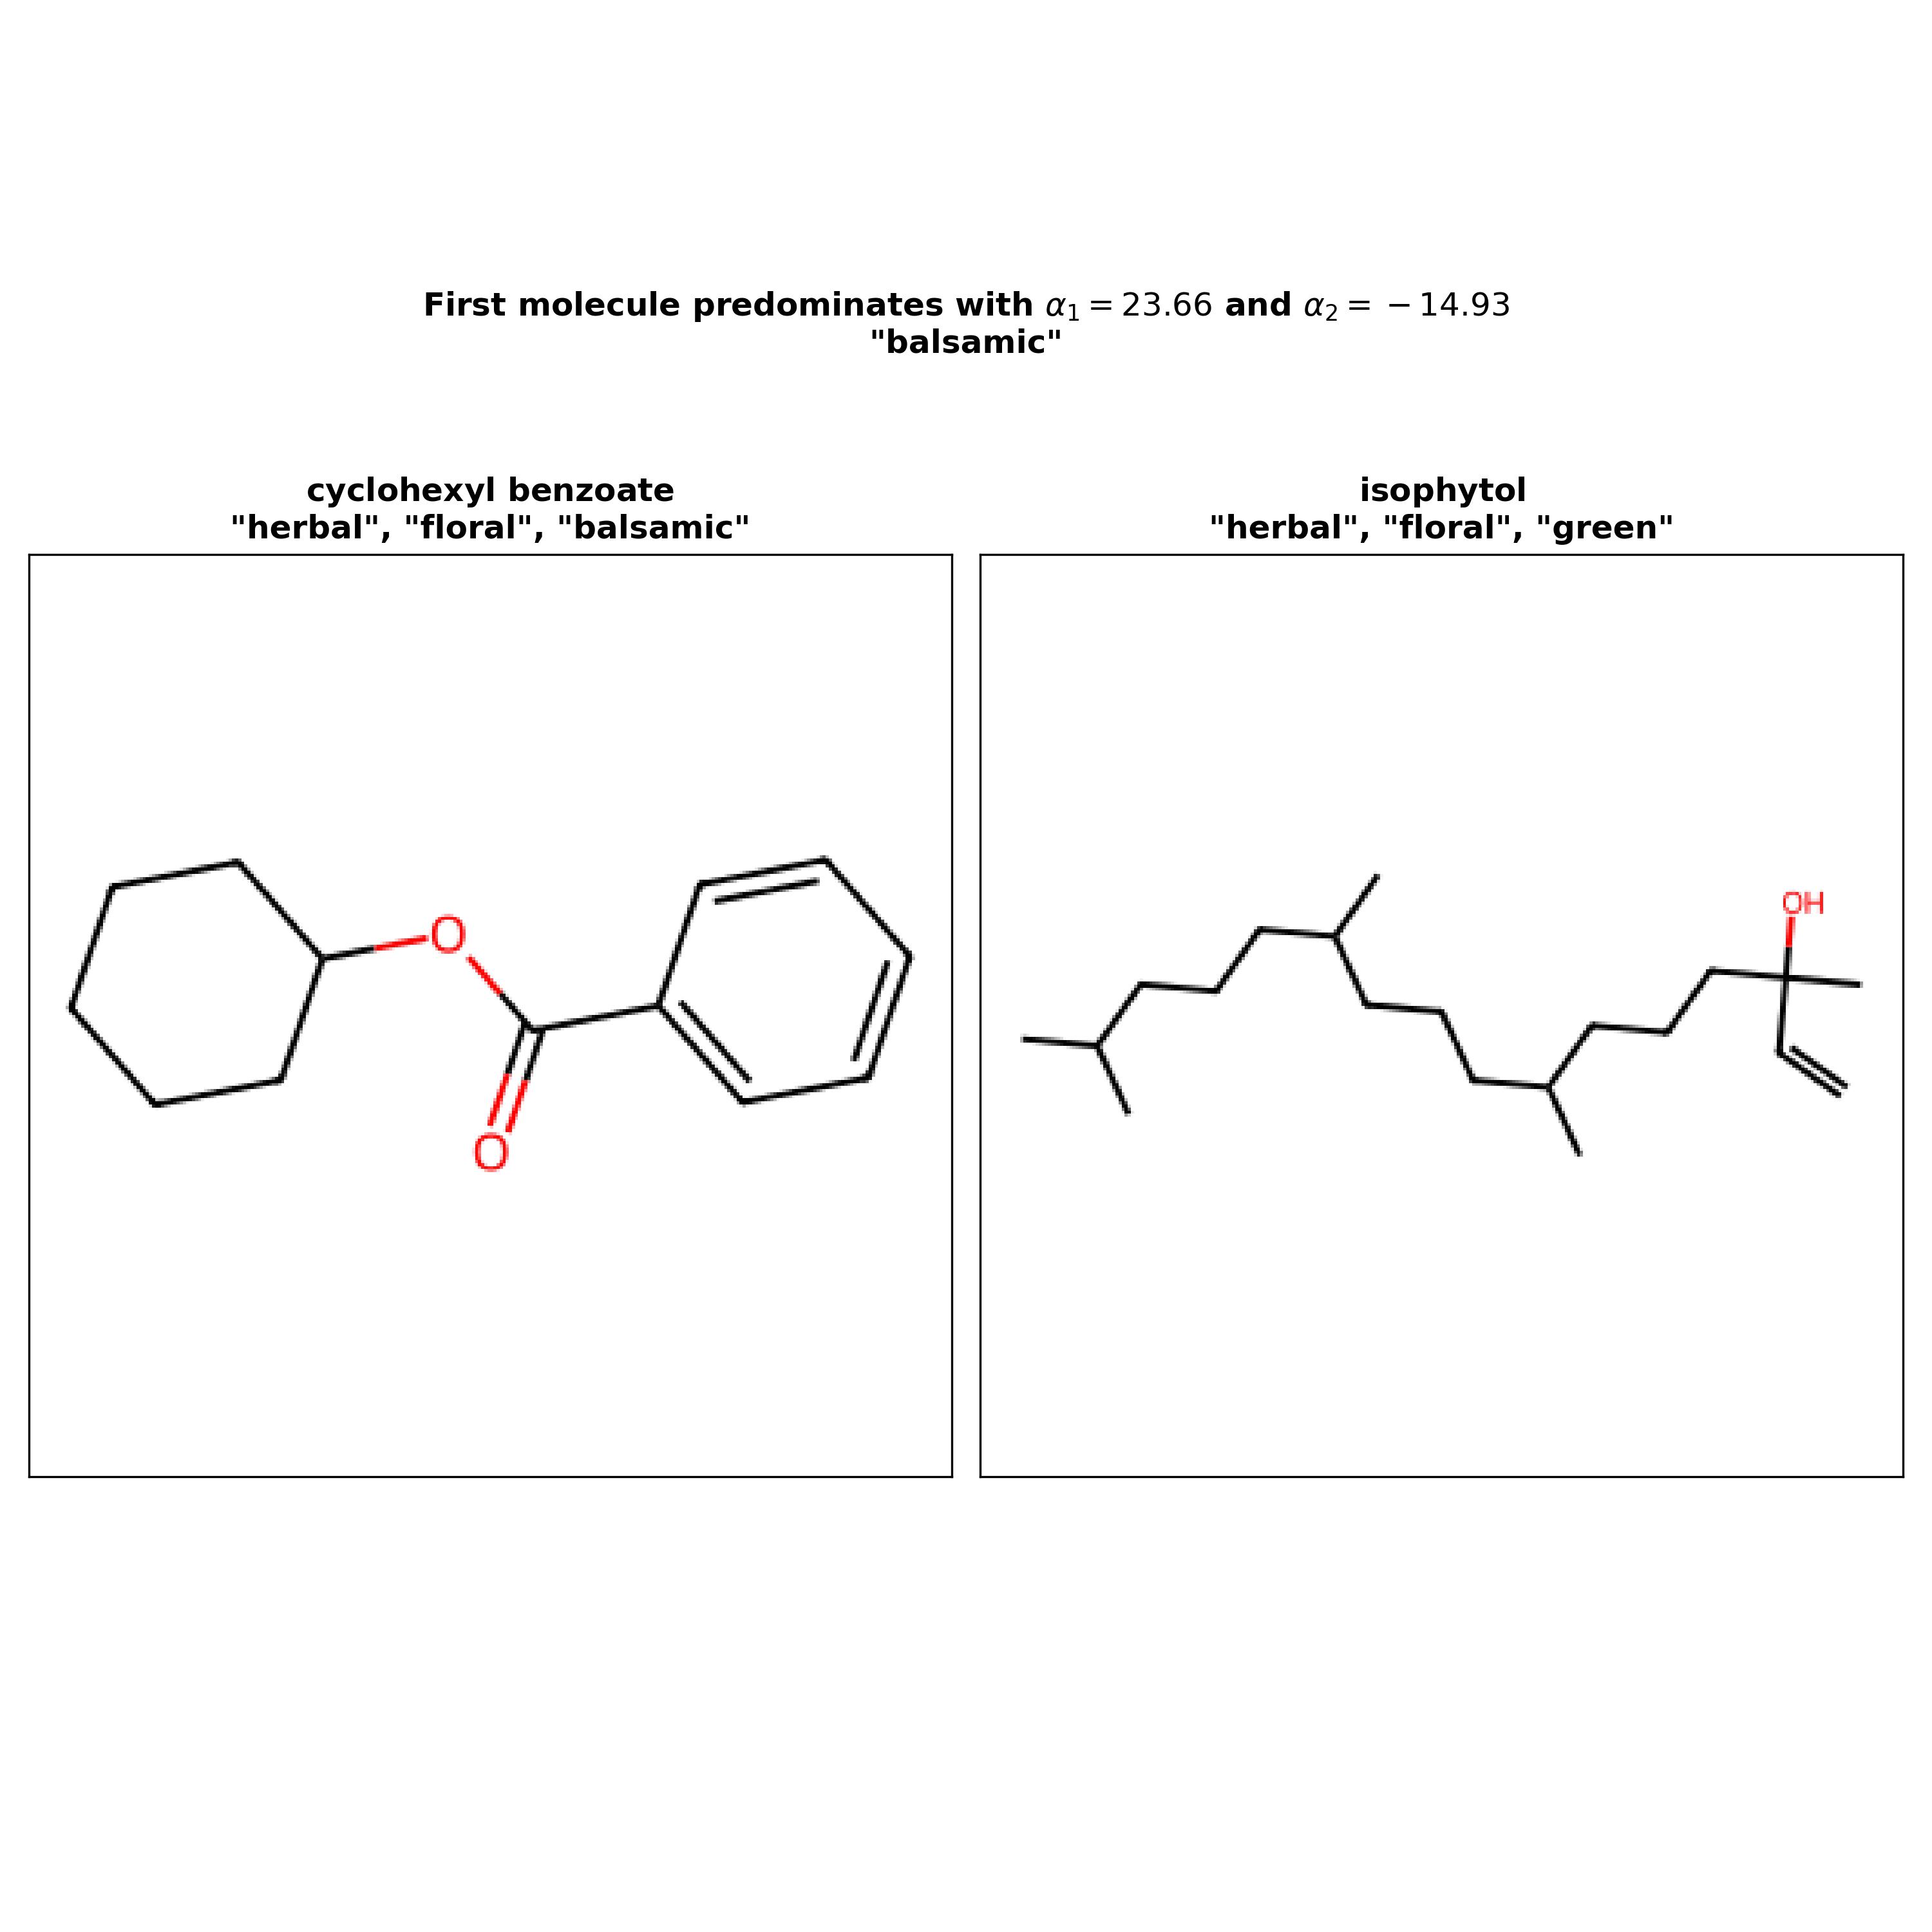 First molecule predominates with α₁ = 23.66 and α₂ = −14.93
"balsamic"
cyclohexyl benzoate
"herbal", "floral", "balsamic"
isophytol
"herbal", "floral", "green"
O
O
OH